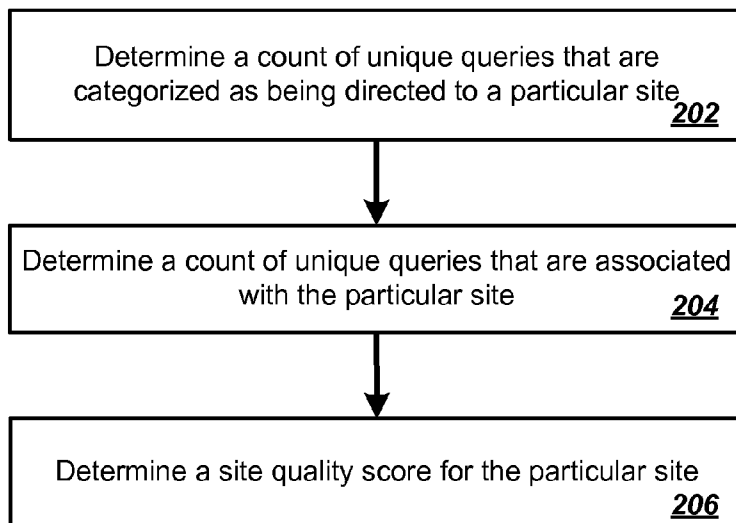 Determine a count of unique queries that are
categorized as being directed to a particular site
202
Determine a count of unique queries that are associated
with the particular site
204
Determine a site quality score for the particular site
206